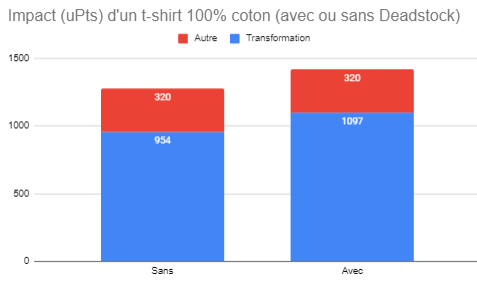 Impact (uPts) d'un t-shirt 100% coton (avec ou sans Deadstock)
Autre Transformation
1500
1000
500
0
320
954
320
1097
Sans Avec